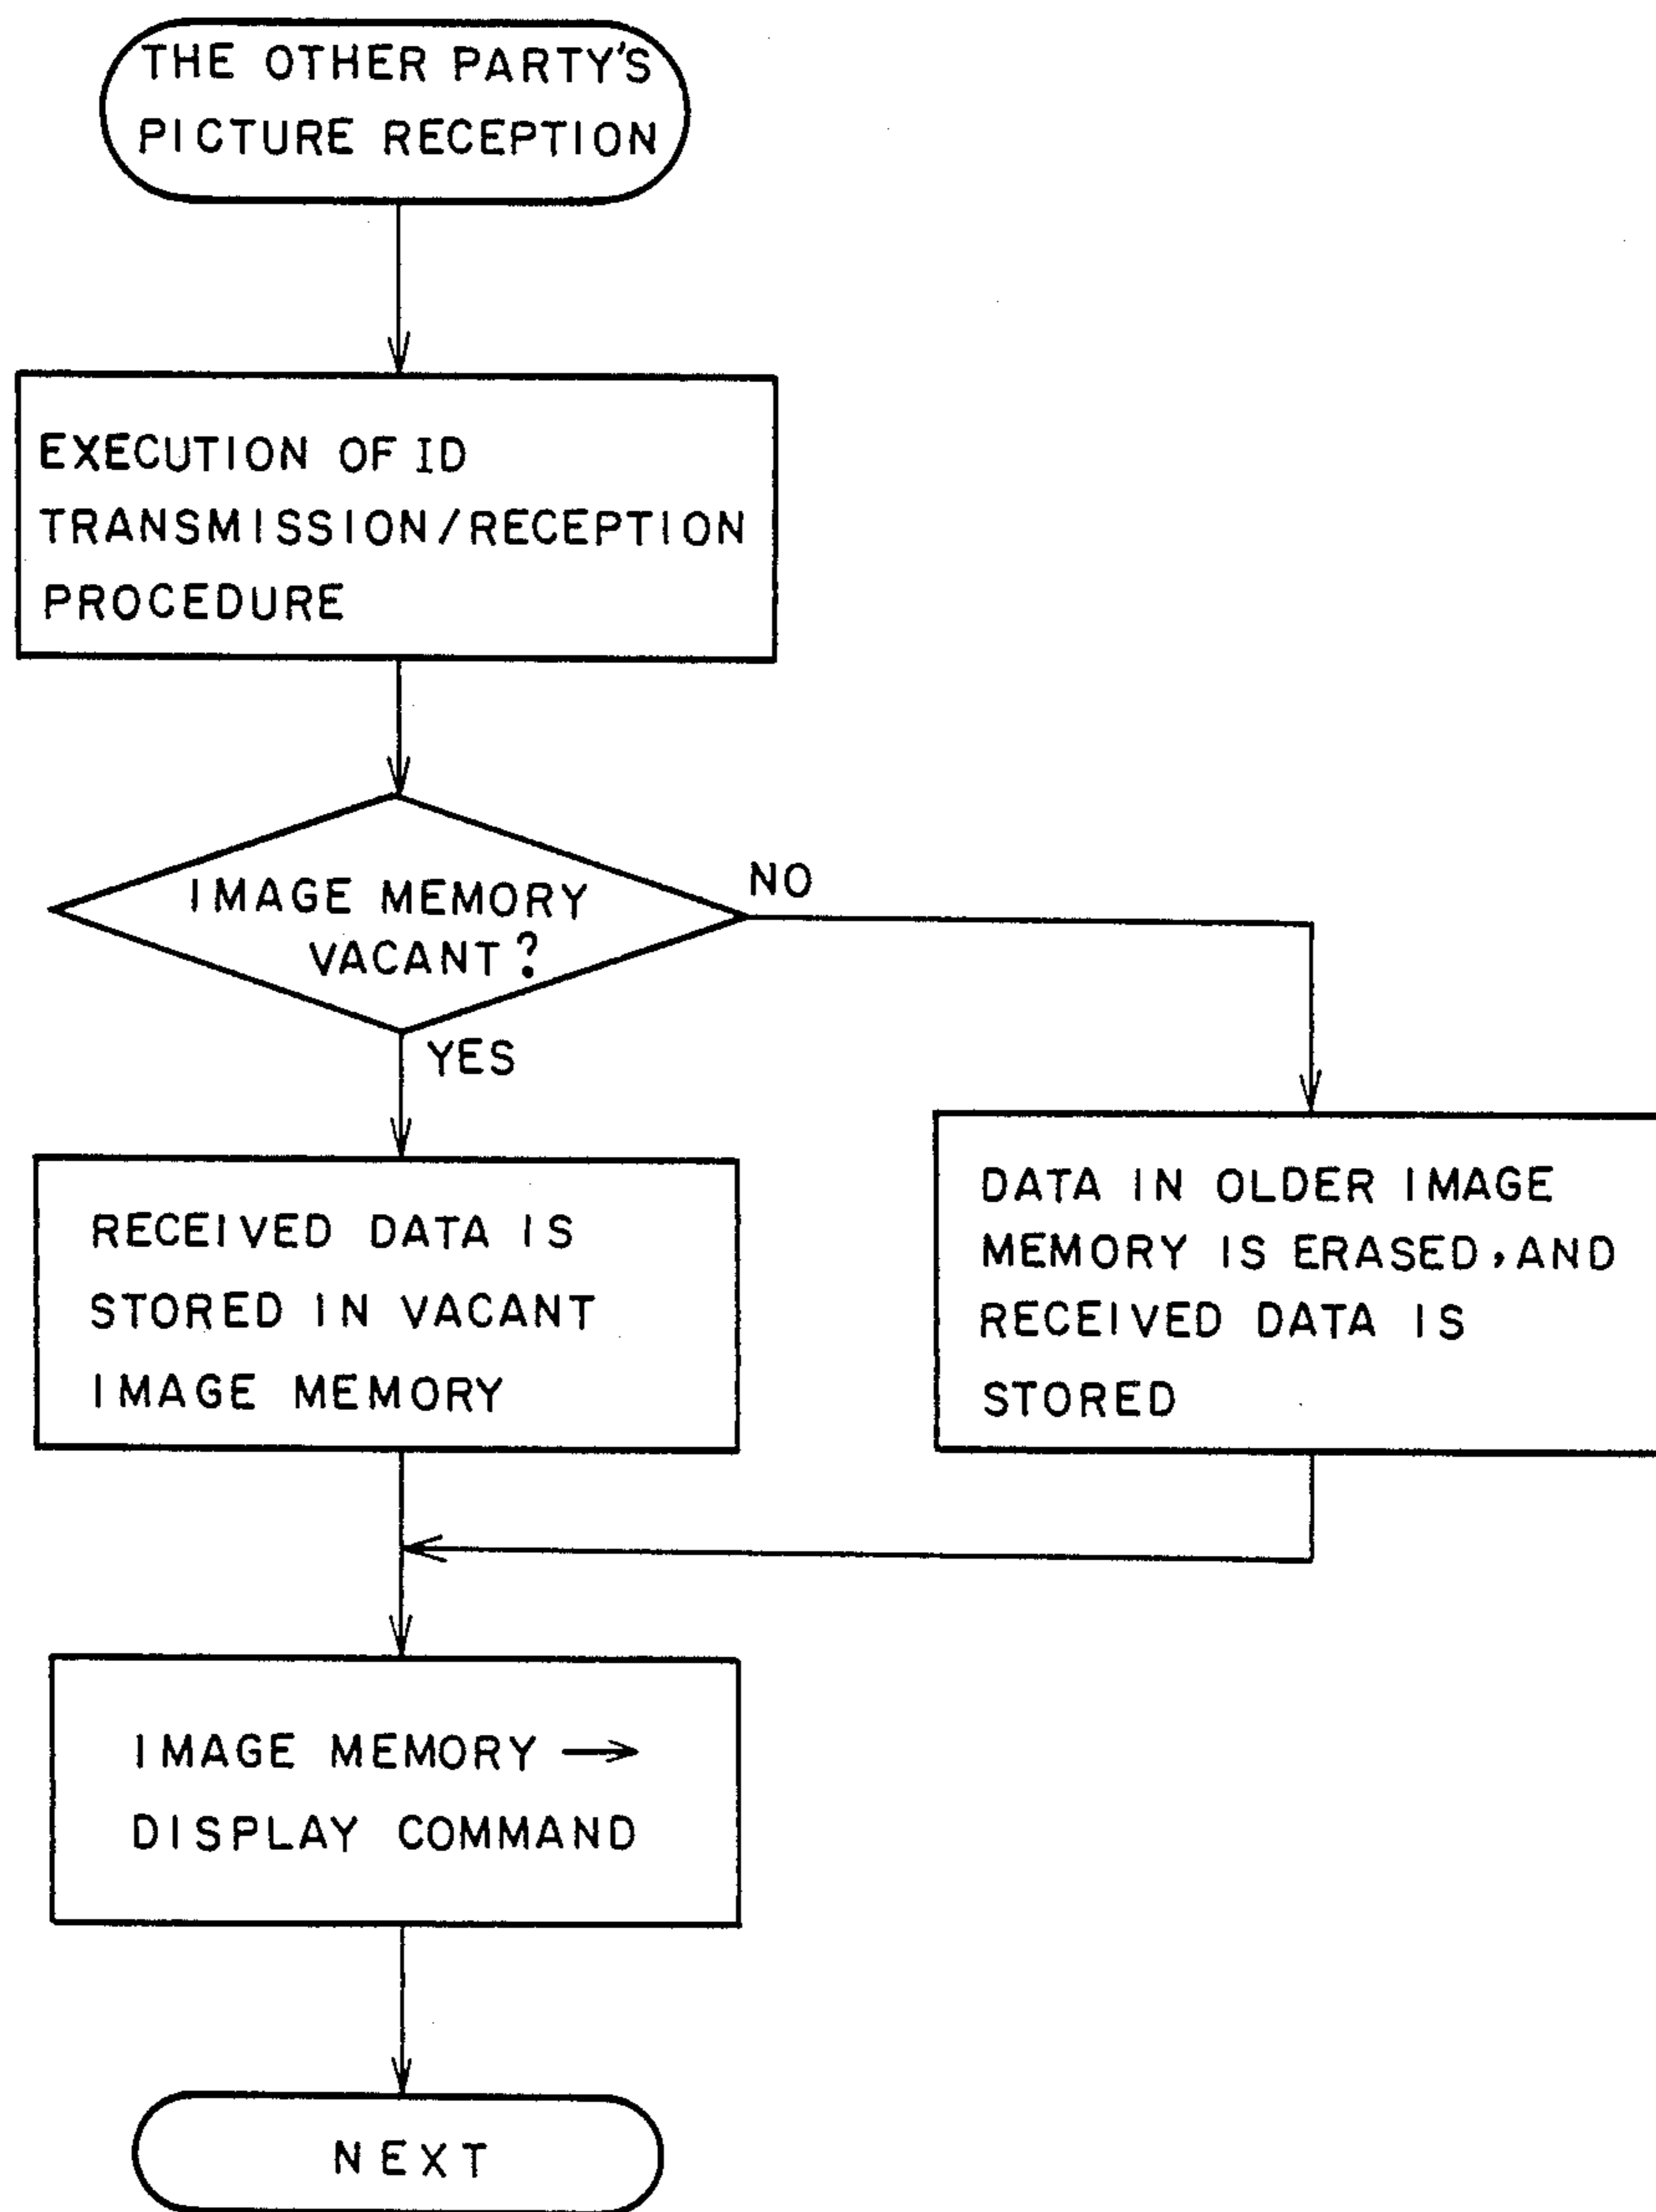 THE OTHER PARTY'S
PICTURE RECEPTION
EXECUTION OF ID
TRANSMISSION/RECEPTION
PROCEDURE
IMAGE MEMORY
VACANT?
NO
YES
RECEIVED DATA IS
STORED IN VACANT
IMAGE MEMORY
DATA IN OLDER IMAGE
MEMORY IS ERASED, AND
RECEIVED DATA IS
STORED
IMAGE MEMORY →
DISPLAY COMMAND
NEXT